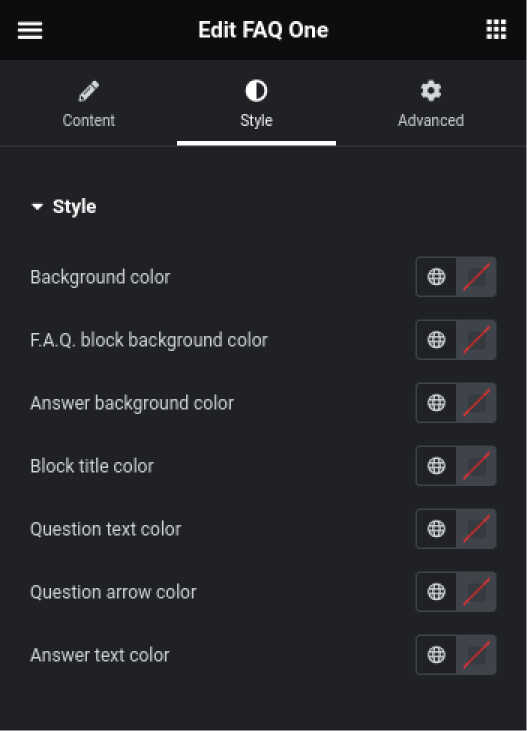 Edit FAQ One
Content
Style
Advanced
Style
Background color
F.A.Q. block background color
Answer background color
Block title color
Question text color
Question arrow color
Answer text color